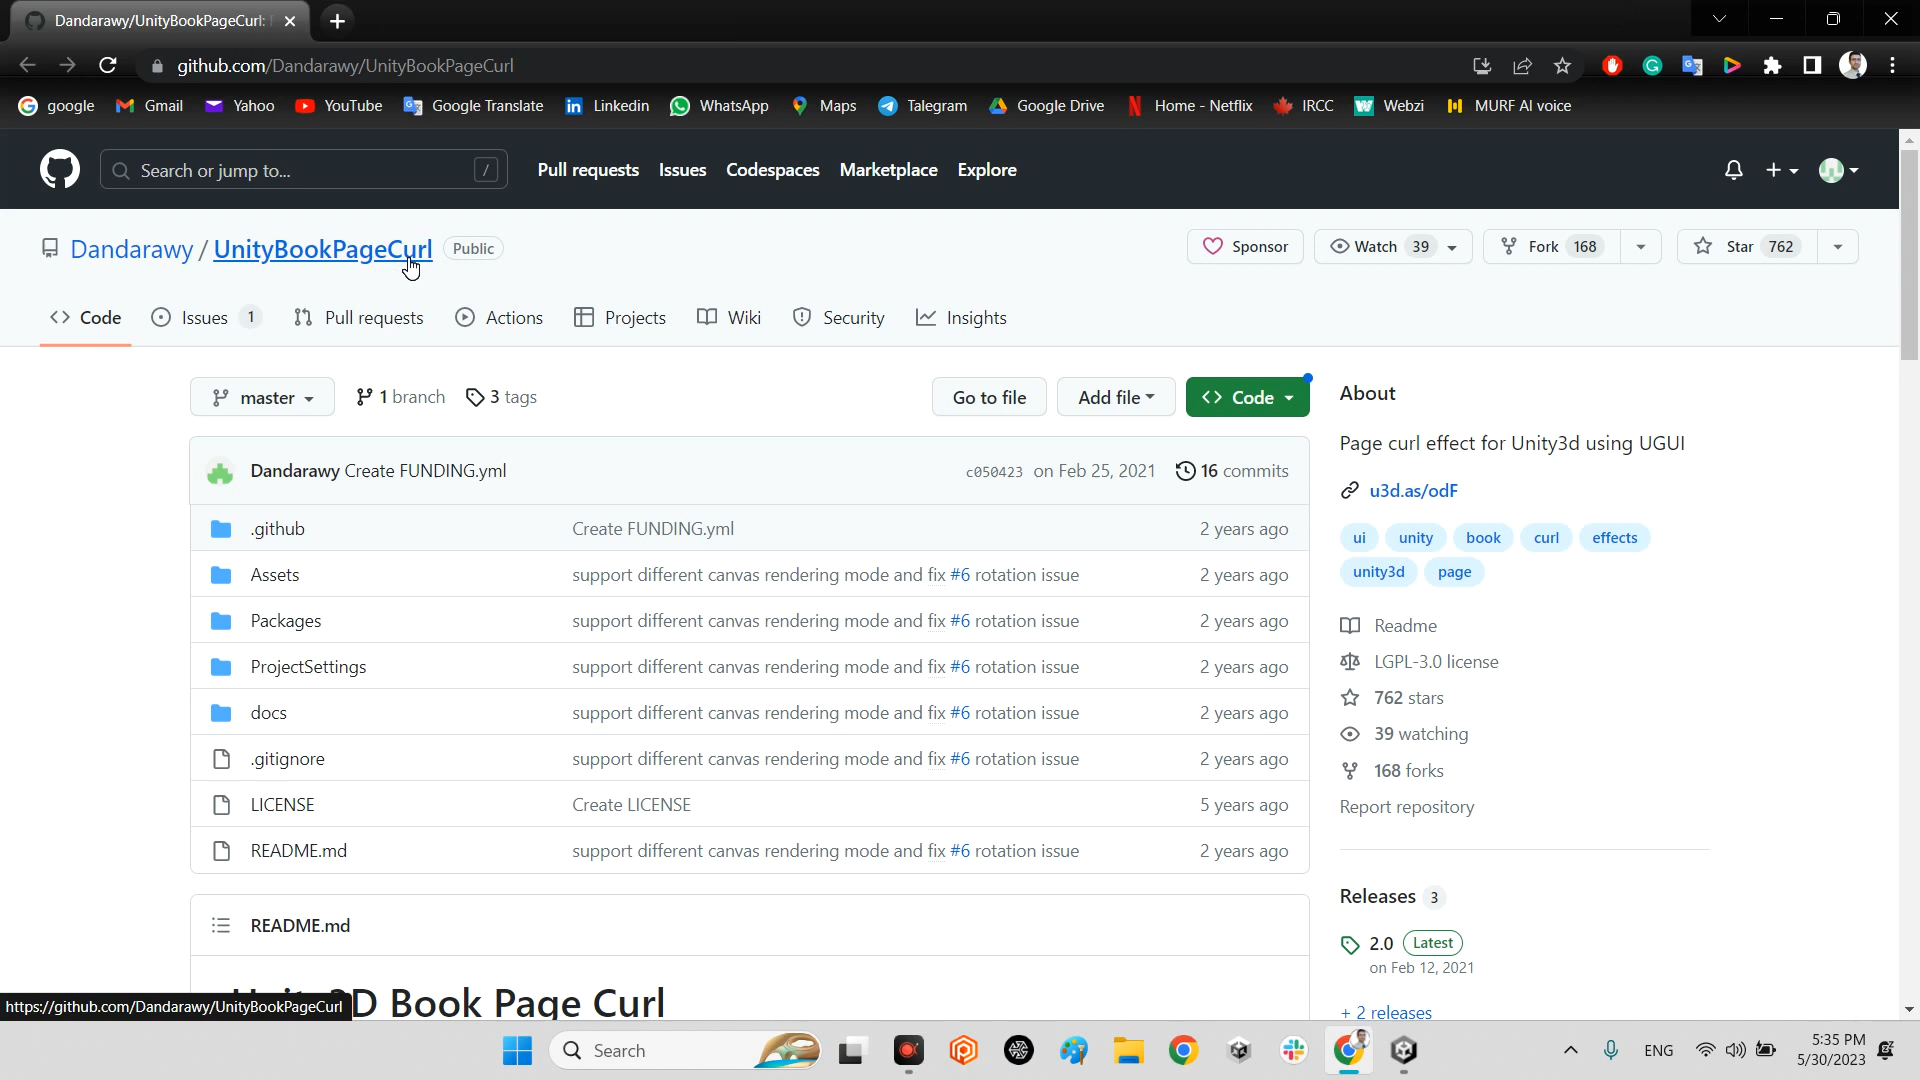 Dandarawy/UnityBookPageCurl:
github.com/Dandarawy/UnityBookPageCurl
google Gmail Yahoo YouTube Google Translate Linkedin WhatsApp Maps Telegram Google Drive Home - Netflix IRCC Webzi MURF AI voice
Search or jump to... / Pull requests Issues Codespaces Marketplace Explore
Dandarawy / UnityBookPageCurl Public Sponsor Watch 39 Fork 168 Star 762
Code Issues 1 Pull requests Actions Projects Wiki Security Insights
master 1 branch 3 tags Go to file Add file Code
Dandarawy Create FUNDING.yml c050423 on Feb 25, 2021 16 commits
.github Create FUNDING.yml 2 years ago
Assets support different canvas rendering mode and fix #6 rotation issue 2 years ago
Packages support different canvas rendering mode and fix #6 rotation issue 2 years ago
ProjectSettings support different canvas rendering mode and fix #6 rotation issue 2 years ago
docs support different canvas rendering mode and fix #6 rotation issue 2 years ago
.gitignore support different canvas rendering mode and fix #6 rotation issue 2 years ago
LICENSE Create LICENSE 5 years ago
README.md support different canvas rendering mode and fix #6 rotation issue 2 years ago
README.md
D Book Page Curl
About
Page curl effect for Unity3d using UGUI
u3d.as/odF
ui unity book curl effects
unity3d page
Readme
LGPL-3.0 license
762 stars
39 watching
168 forks
Report repository
Releases 3
2.0 Latest
on Feb 12, 2021
+ 2 releases
https://github.com/Dandarawy/UnityBookPageCurl
Search
ENG
5:35 PM
5/30/2023